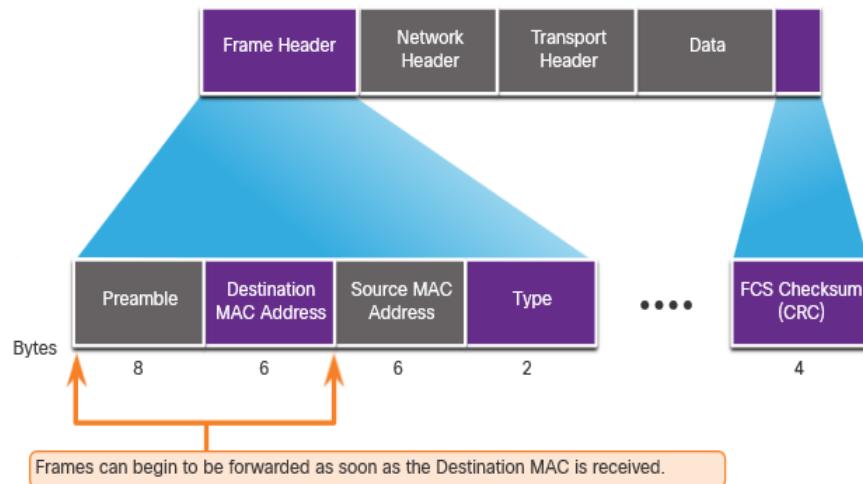 Frame Header
Network
Header
Transport
Header
Data
Preamble
Destination
MAC Address
Source MAC
Address
Type
FCS Checksum
(CRC)
Bytes
8
6
6
2
4
Frames can begin to be forwarded as soon as the Destination MAC is received.